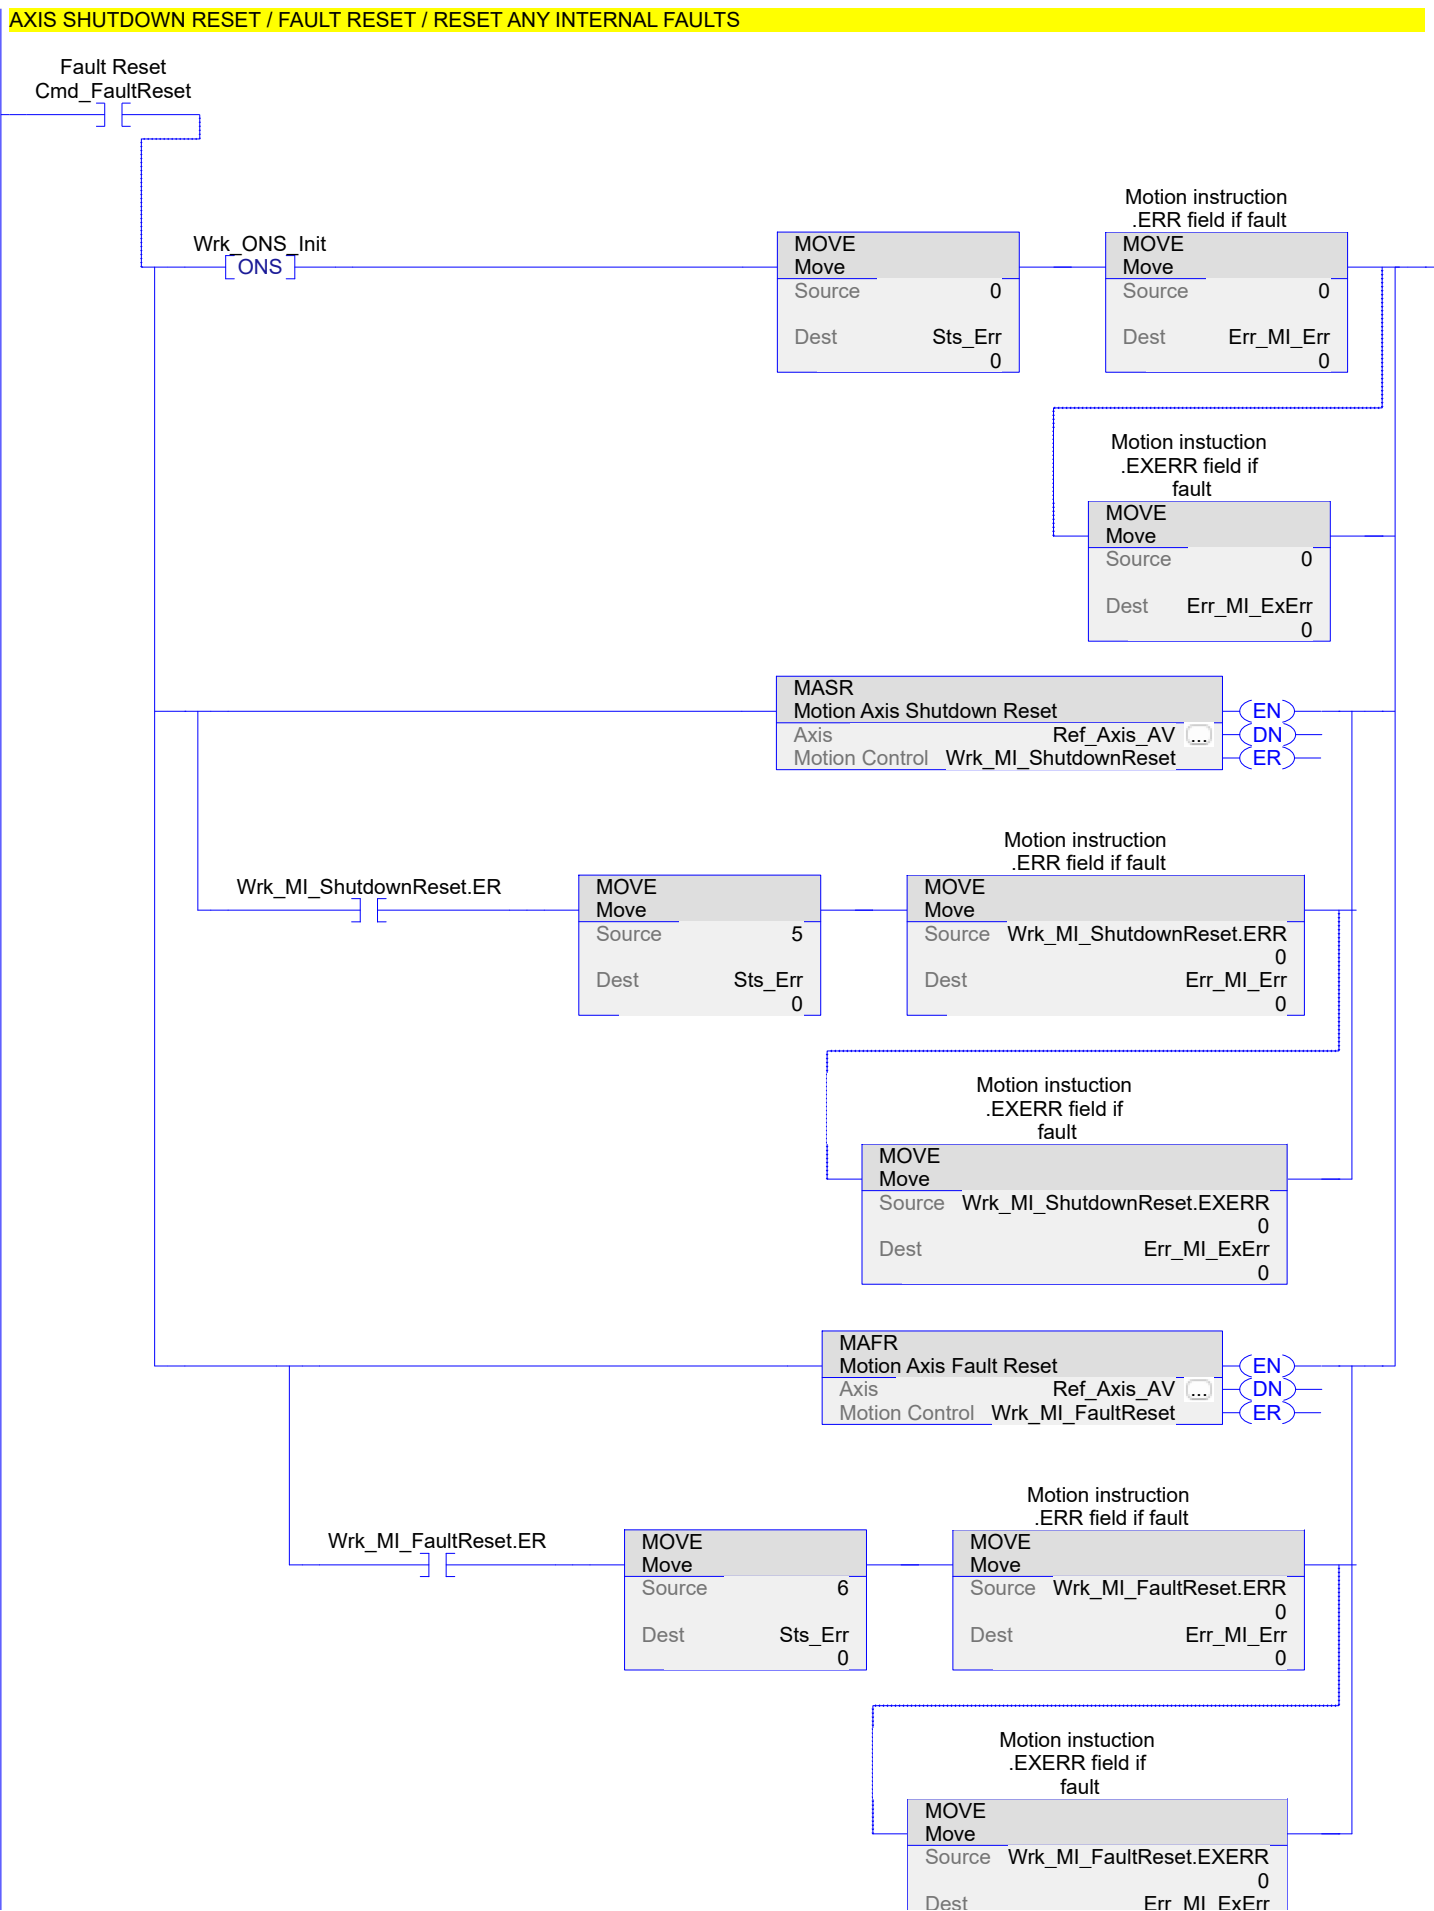 AXIS SHUTDOWN RESET / FAULT RESET / RESET ANY INTERNAL FAULTS
Fault Reset
Cmd_FaultReset
Wrk_ONS_Init
ONS
MOVE
Move
Source 0
Dest Sts_Err
0
Motion instruction
.ERR field if fault
MOVE
Move
Source 0
Dest Err_MI_Err
0
Motion instuction
.EXERR field if
fault
MOVE
Move
Source 0
Dest Err_MI_ExErr
0
MASR
Motion Axis Shutdown Reset
Axis Ref_Axis_AV ...
Motion Control Wrk_MI_ShutdownReset
EN
DN
ER
Wrk_MI_ShutdownReset.ER
MOVE
Move
Source 5
Dest Sts_Err
0
Motion instruction
.ERR field if fault
MOVE
Move
Source Wrk_MI_ShutdownReset.ERR
0
Dest Err_MI_Err
0
Motion instuction
.EXERR field if
fault
MOVE
Move
Source Wrk_MI_ShutdownReset.EXERR
0
Dest Err_MI_ExErr
0
MAFR
Motion Axis Fault Reset
Axis Ref_Axis_AV ...
Motion Control Wrk_MI_FaultReset
EN
DN
ER
Wrk_MI_FaultReset.ER
MOVE
Move
Source 6
Dest Sts_Err
0
Motion instruction
.ERR field if fault
MOVE
Move
Source Wrk_MI_FaultReset.ERR
0
Dest Err_MI_Err
0
Motion instuction
.EXERR field if
fault
MOVE
Move
Source Wrk_MI_FaultReset.EXERR
0
Dest Err_MI_ExErr